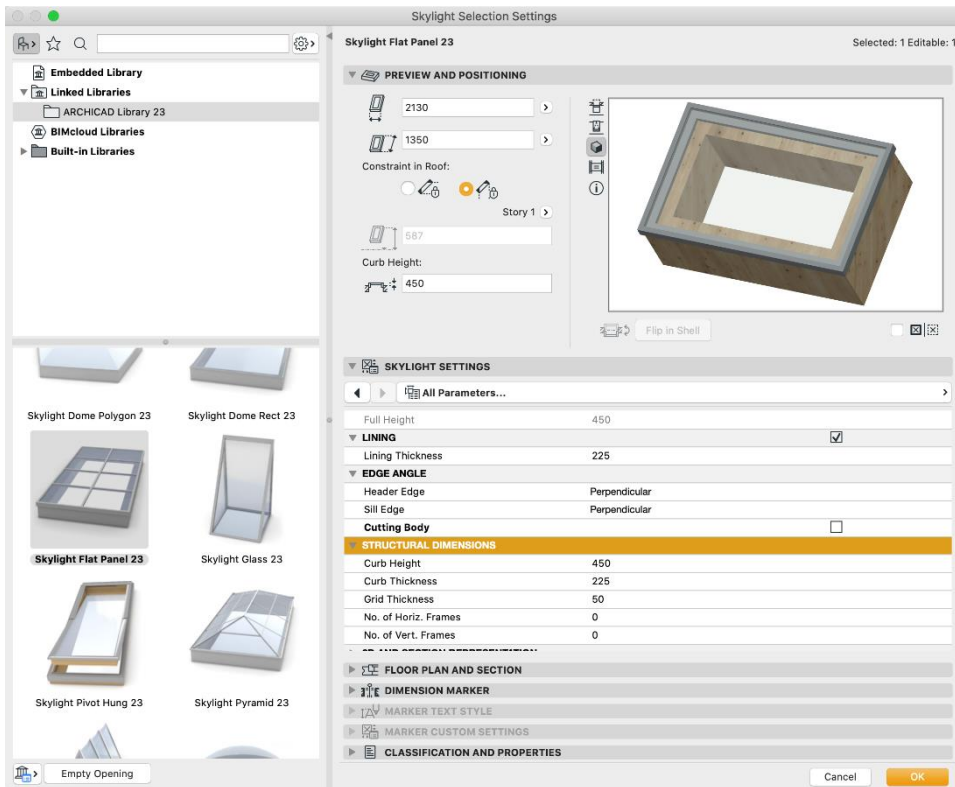 Skylight Selection Settings
Embedded Library
Linked Libraries
ARCHICAD Library 23
BIMcloud Libraries
Built-in Libraries
Skylight Dome Polygon 23
Skylight Dome Rect 23
Skylight Flat Panel 23
Skylight Glass 23
Skylight Pivot Hung 23
Skylight Pyramid 23
Empty Opening
Skylight Flat Panel 23
Selected: 1 Editable: 1
PREVIEW AND POSITIONING
2130
1350
Constraint in Roof:
Story 1
587
Curb Height:
450
Flip in Shell
SKYLIGHT SETTINGS
All Parameters...
Full Height 450
LINING
Lining Thickness 225
EDGE ANGLE
Header Edge Perpendicular
Sill Edge Perpendicular
Cutting Body
STRUCTURAL DIMENSIONS
Curb Height 450
Curb Thickness 225
Grid Thickness 50
No. of Horiz. Frames 0
No. of Vert. Frames 0
FLOOR PLAN AND SECTION
DIMENSION MARKER
MARKER TEXT STYLE
MARKER CUSTOM SETTINGS
CLASSIFICATION AND PROPERTIES
Cancel
OK